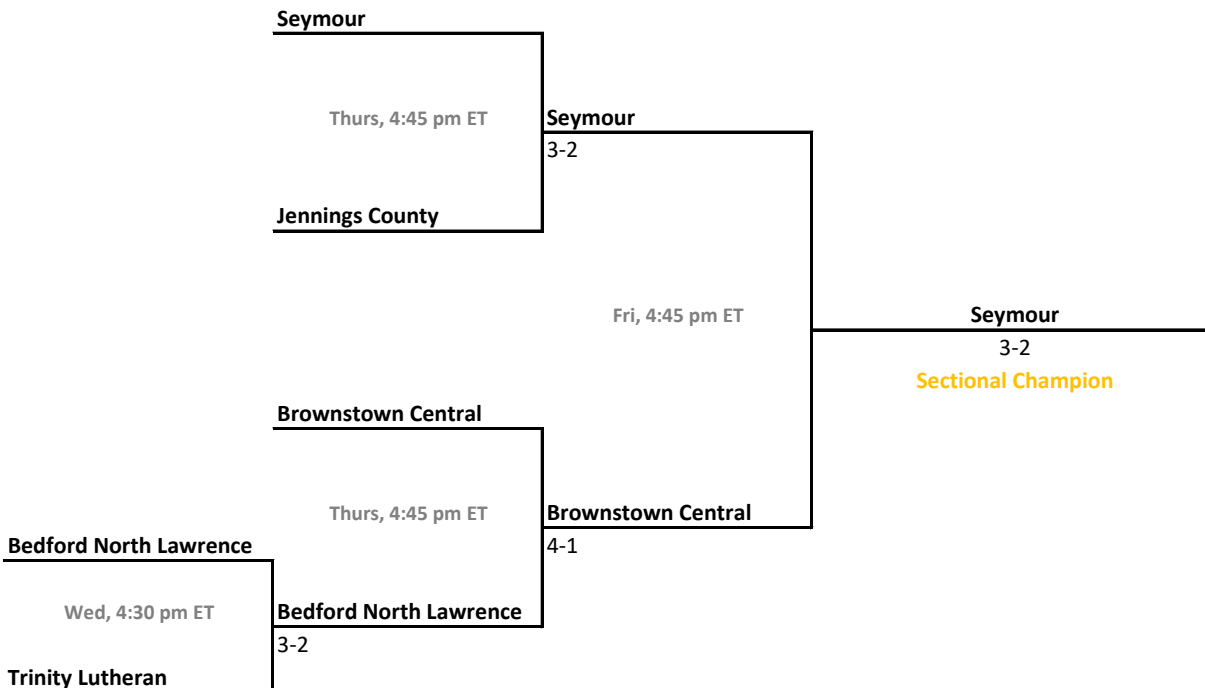 Seymour
Thurs, 4:45 pm ET
Seymour
3-2
Jennings County
Fri, 4:45 pm ET
Seymour
3-2
Sectional Champion
Brownstown Central
Thurs, 4:45 pm ET
Brownstown Central
4-1
Bedford North Lawrence
Wed, 4:30 pm ET
Bedford North Lawrence
3-2
Trinity Lutheran